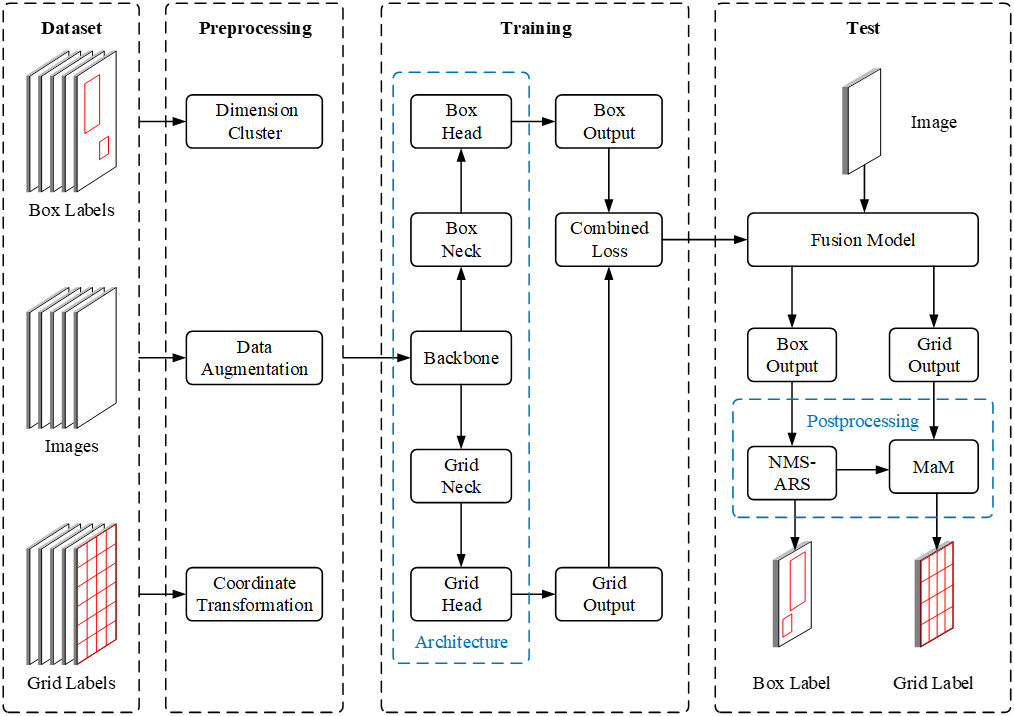 Dataset
Box Labels
Images
Grid Labels
Preprocessing
Dimension
Cluster
Data
Augmentation
Coordinate
Transformation
Training
Box
Head
Box
Output
Box
Neck
Combined
Loss
Backbone
Grid
Neck
Grid
Head
Grid
Output
Architecture
Test
Image
Fusion Model
Box
Output
Grid
Output
Postprocessing
NMS-
ARS
MaM
Box Label
Grid Label